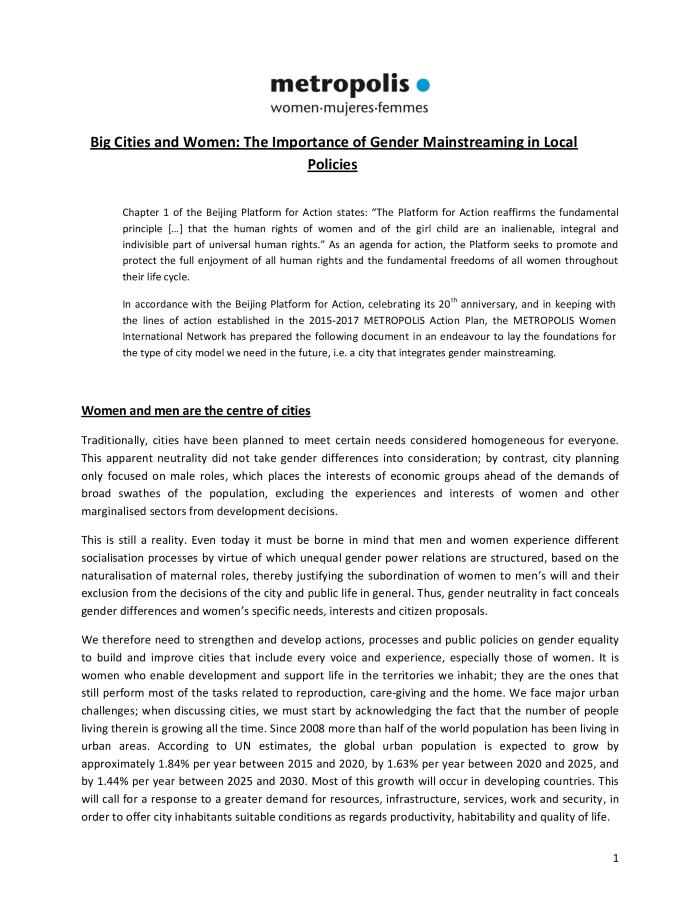 metropolis
women·mujeres·femmes
Big Cities and Women: The Importance of Gender Mainstreaming in Local
Policies
Chapter 1 of the Beijing Platform for Action states: “The Platform for Action reaffirms the fundamental
principle […] that the human rights of women and of the girl child are an inalienable, integral and
indivisible part of universal human rights.” As an agenda for action, the Platform seeks to promote and
protect the full enjoyment of all human rights and the fundamental freedoms of all women throughout
their life cycle.
In accordance with the Beijing Platform for Action, celebrating its 20th anniversary, and in keeping with
the lines of action established in the 2015-2017 METROPOLIS Action Plan, the METROPOLIS Women
International Network has prepared the following document in an endeavour to lay the foundations for
the type of city model we need in the future, i.e. a city that integrates gender mainstreaming.
Women and men are the centre of cities
Traditionally, cities have been planned to meet certain needs considered homogeneous for everyone.
This apparent neutrality did not take gender differences into consideration; by contrast, city planning
only focused on male roles, which places the interests of economic groups ahead of the demands of
broad swathes of the population, excluding the experiences and interests of women and other
marginalised sectors from development decisions.
This is still a reality. Even today it must be borne in mind that men and women experience different
socialisation processes by virtue of which unequal gender power relations are structured, based on the
naturalisation of maternal roles, thereby justifying the subordination of women to men’s will and their
exclusion from the decisions of the city and public life in general. Thus, gender neutrality in fact conceals
gender differences and women’s specific needs, interests and citizen proposals.
We therefore need to strengthen and develop actions, processes and public policies on gender equality
to build and improve cities that include every voice and experience, especially those of women. It is
women who enable development and support life in the territories we inhabit; they are the ones that
still perform most of the tasks related to reproduction, care-giving and the home. We face major urban
challenges; when discussing cities, we must start by acknowledging the fact that the number of people
living therein is growing all the time. Since 2008 more than half of the world population has been living in
urban areas. According to UN estimates, the global urban population is expected to grow by
approximately 1.84% per year between 2015 and 2020, by 1.63% per year between 2020 and 2025, and
by 1.44% per year between 2025 and 2030. Most of this growth will occur in developing countries. This
will call for a response to a greater demand for resources, infrastructure, services, work and security, in
order to offer city inhabitants suitable conditions as regards productivity, habitability and quality of life.
1